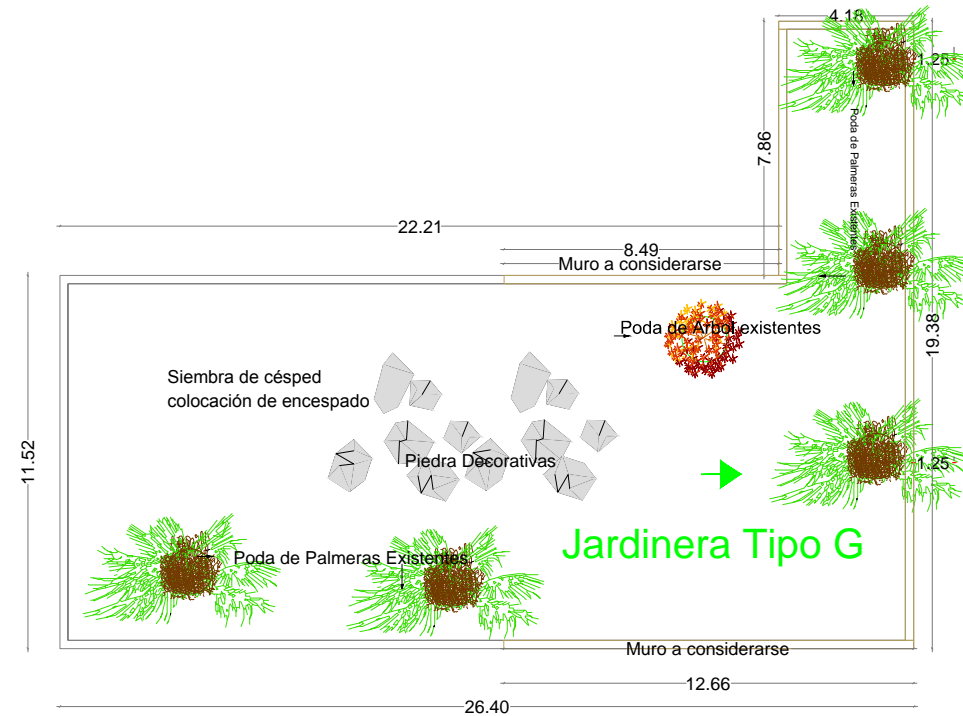 4.18
1.25
7.86
Poda de Palmeras Existentes
22.21
8.49
Muro a considerarse
Poda de Arbol existentes
19.38
Siembra de césped
colocación de encespado
11.52
Piedra Decorativas
1.25
Jardinera Tipo G
Poda de Palmeras Existentes
Muro a considerarse
12.66
26.40